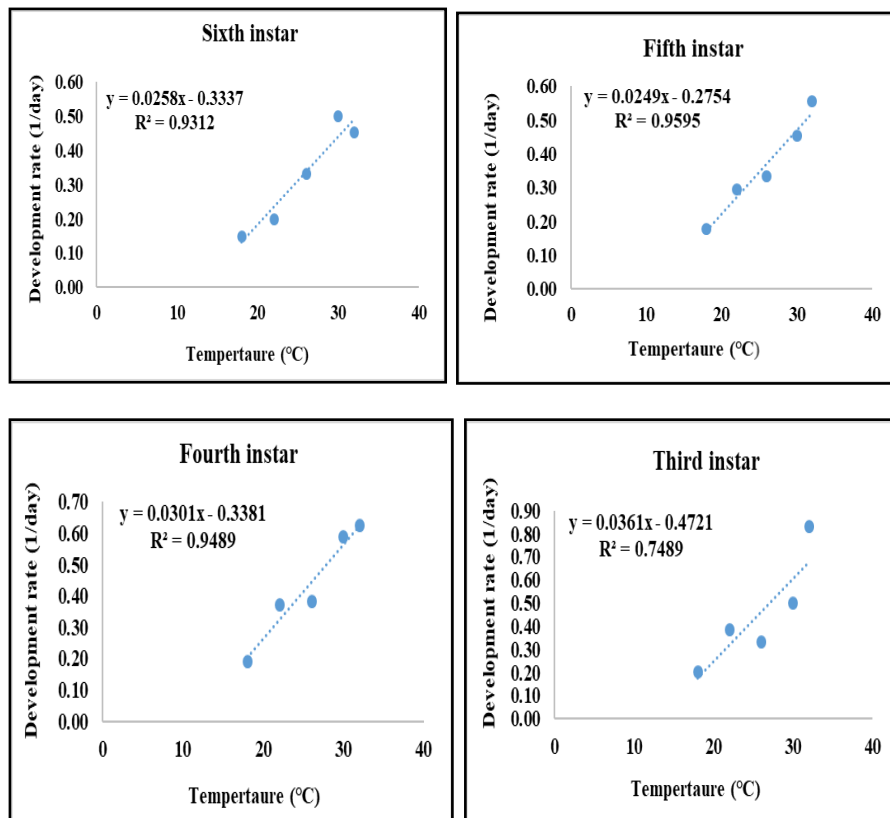 Sixth instar
y = 0.0258x - 0.3337
R² = 0.9312
Development rate (1/day)
0.60
0.50
0.40
0.30
0.20
0.10
0.00
0 10 20 30 40
Tempertaure (°C)
Fifth instar
y = 0.0249x - 0.2754
R² = 0.9595
Development rate (1/day)
0.60
0.50
0.40
0.30
0.20
0.10
0.00
0 10 20 30 40
Tempertaure (°C)
Fourth instar
y = 0.0301x - 0.3381
R² = 0.9489
Development rate (1/day)
0.70
0.60
0.50
0.40
0.30
0.20
0.10
0.00
0 10 20 30 40
Tempertaure (°C)
Third instar
y = 0.0361x - 0.4721
R² = 0.7489
Development rate (1/day)
0.90
0.80
0.70
0.60
0.50
0.40
0.30
0.20
0.10
0.00
0 10 20 30 40
Tempertaure (°C)